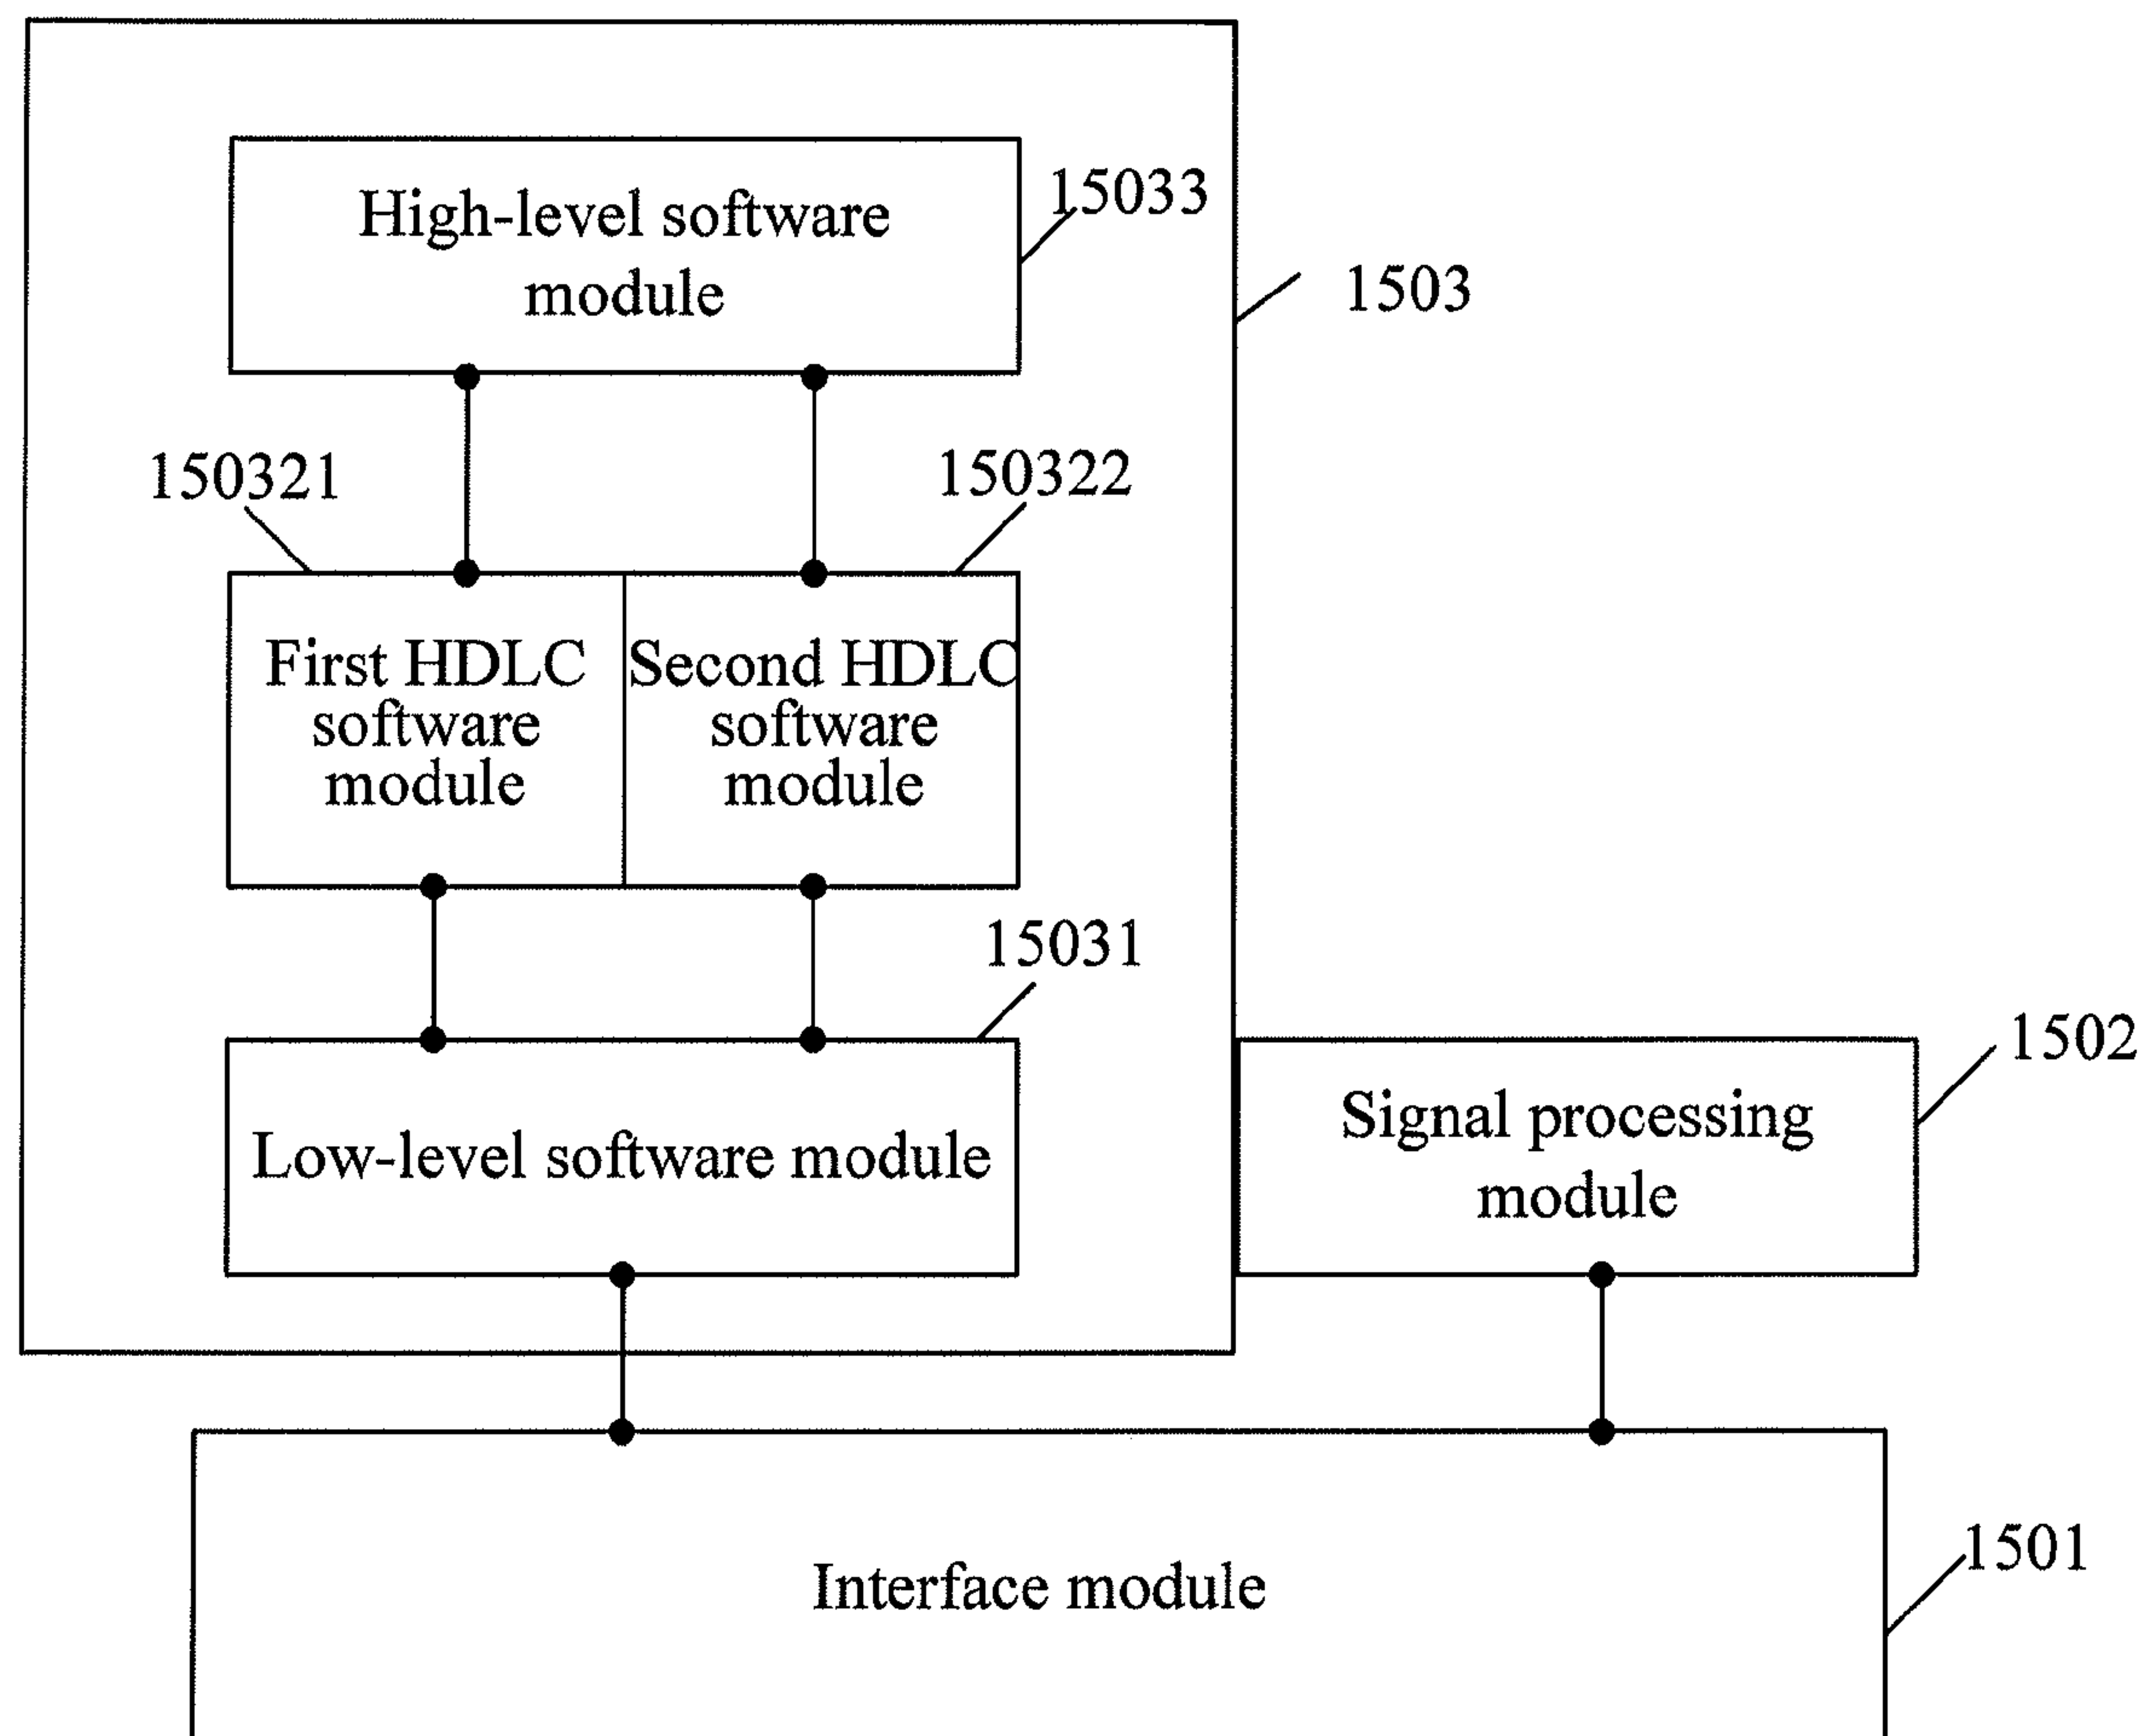 High-level software
module
15033
1503
150321
150322
First HDLC
software
module
Second HDLC
software
module
15031
Low-level software module
1502
Signal processing
module
1501
Interface module